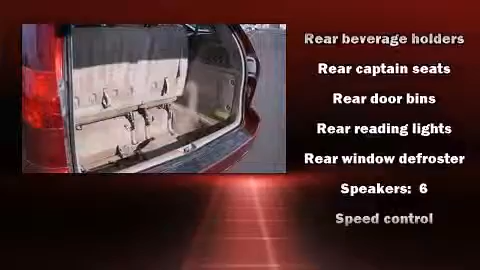 Rear beverage holders
Rear captain seats
Rear door bins
Rear reading lights
Rear window defroster
Speakers: 6
Speed control